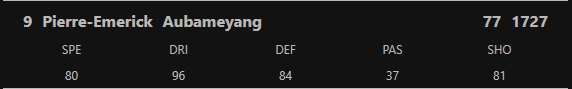 9 Pierre-Emerick Aubameyang 77 1727
SPE DRI DEF PAS SHO
80 96 84 37 81